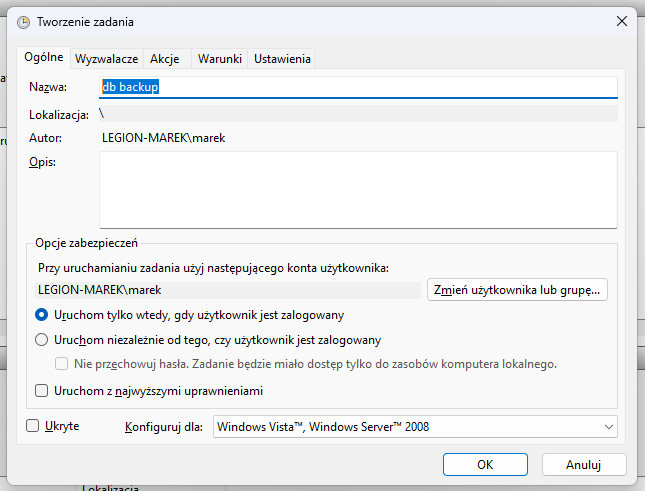 Tworzenie zadania
Ogólne Wyzwalacze Akcje Warunki Ustawienia
Nazwa: db backup
Lokalizacja: \
Autor: LEGION-MAREK\marek
Opis:
Opcje zabezpieczeń
Przy uruchamianiu zadania użyj następującego konta użytkownika:
LEGION-MAREK\marek Zmień użytkownika lub grupę...
Uruchom tylko wtedy, gdy użytkownik jest zalogowany
Uruchom niezależnie od tego, czy użytkownik jest zalogowany
Nie przechowuj hasła. Zadanie będzie miało dostęp tylko do zasobów komputera lokalnego.
Uruchom z najwyższymi uprawnieniami
Ukryte Konfiguruj dla: Windows Vista™, Windows Server™ 2008
OK Anuluj
Lokalizacja